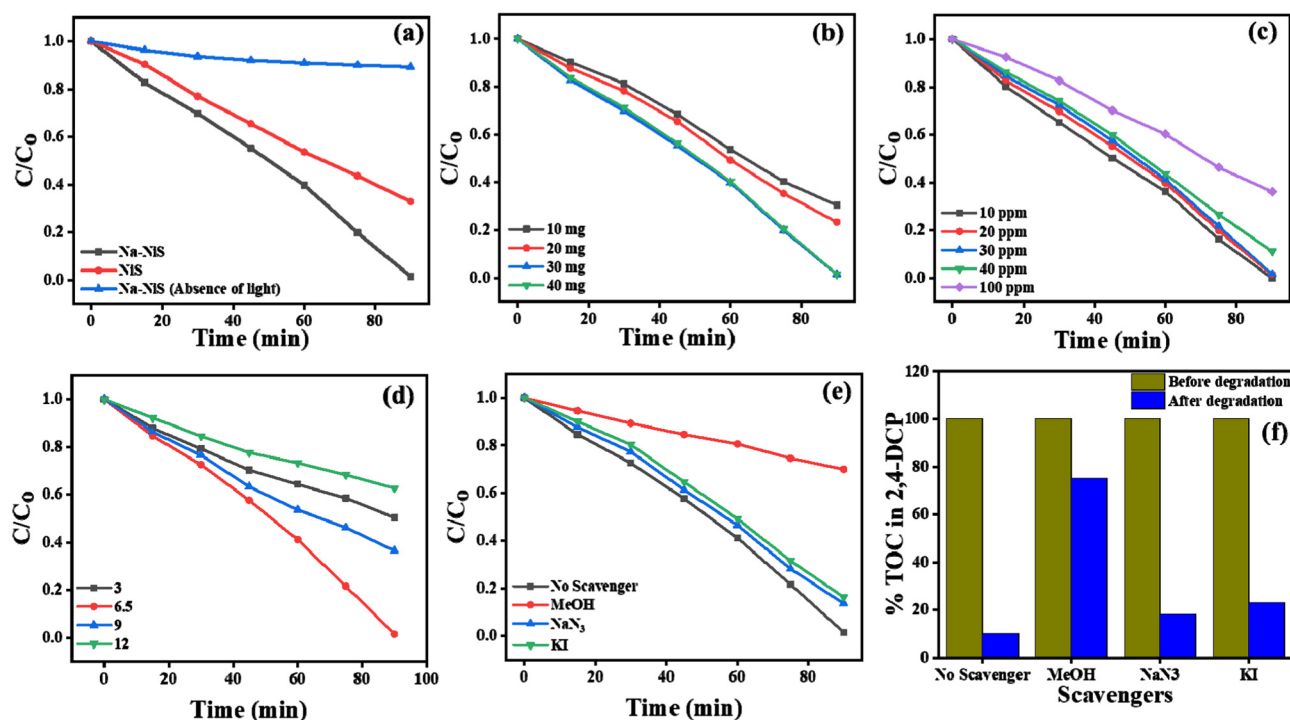 (a)
C/C₀
1.0
0.8
0.6
0.4
0.2
0.0
Na-NiS
NiS
Na-NiS (Absence of light)
0 20 40 60 80
Time (min)
(b)
C/C₀
1.0
0.8
0.6
0.4
0.2
0.0
10 mg
20 mg
30 mg
40 mg
0 20 40 60 80
Time (min)
(c)
C/C₀
1.0
0.8
0.6
0.4
0.2
0.0
10 ppm
20 ppm
30 ppm
40 ppm
100 ppm
0 20 40 60 80
Time (min)
(d)
C/C₀
1.0
0.8
0.6
0.4
0.2
0.0
3
6.5
9
12
0 20 40 60 80 100
Time (min)
(e)
C/C₀
1.0
0.8
0.6
0.4
0.2
0.0
No Scavenger
MeOH
NaN₃
KI
0 20 40 60 80
Time (min)
Before degradation
After degradation
(f)
% TOC in 2,4-DCP
120
100
80
60
40
20
0
No Scavenger MeOH NaN3 KI
Scavengers